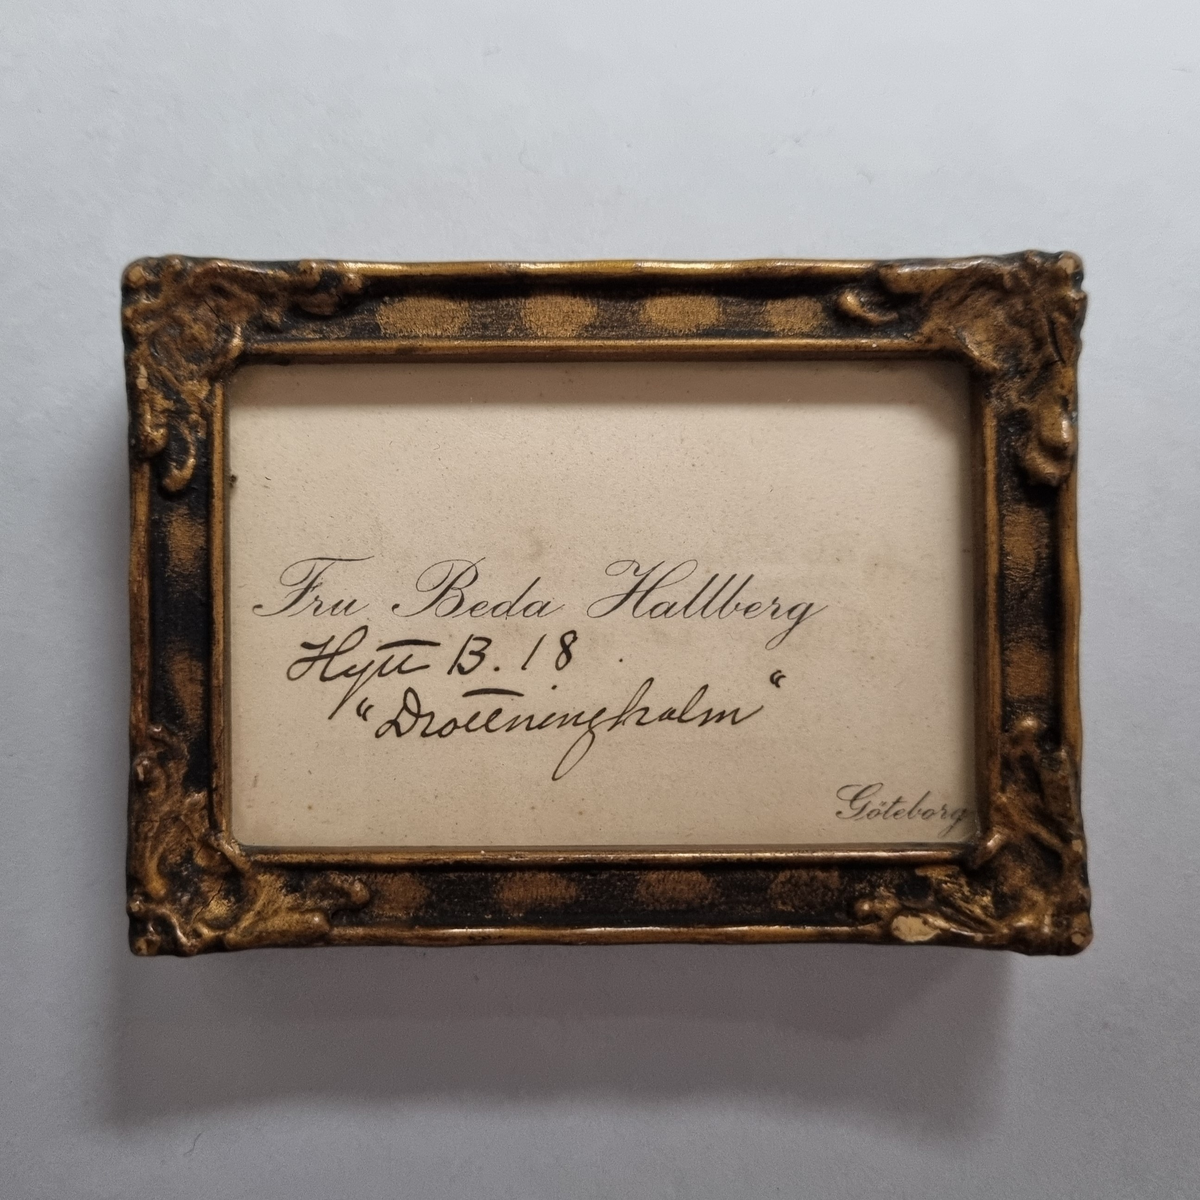 Fru Beda Hallberg
Hytt B. 18
"Drottningholm"
Göteborg